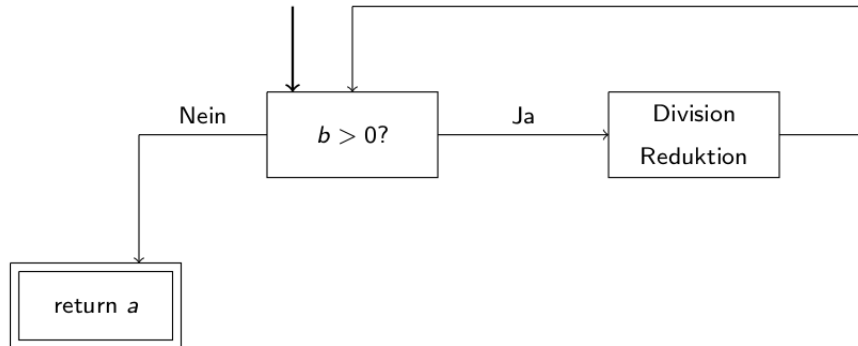 Nein
b > 0?
Ja
Division
Reduktion
return a